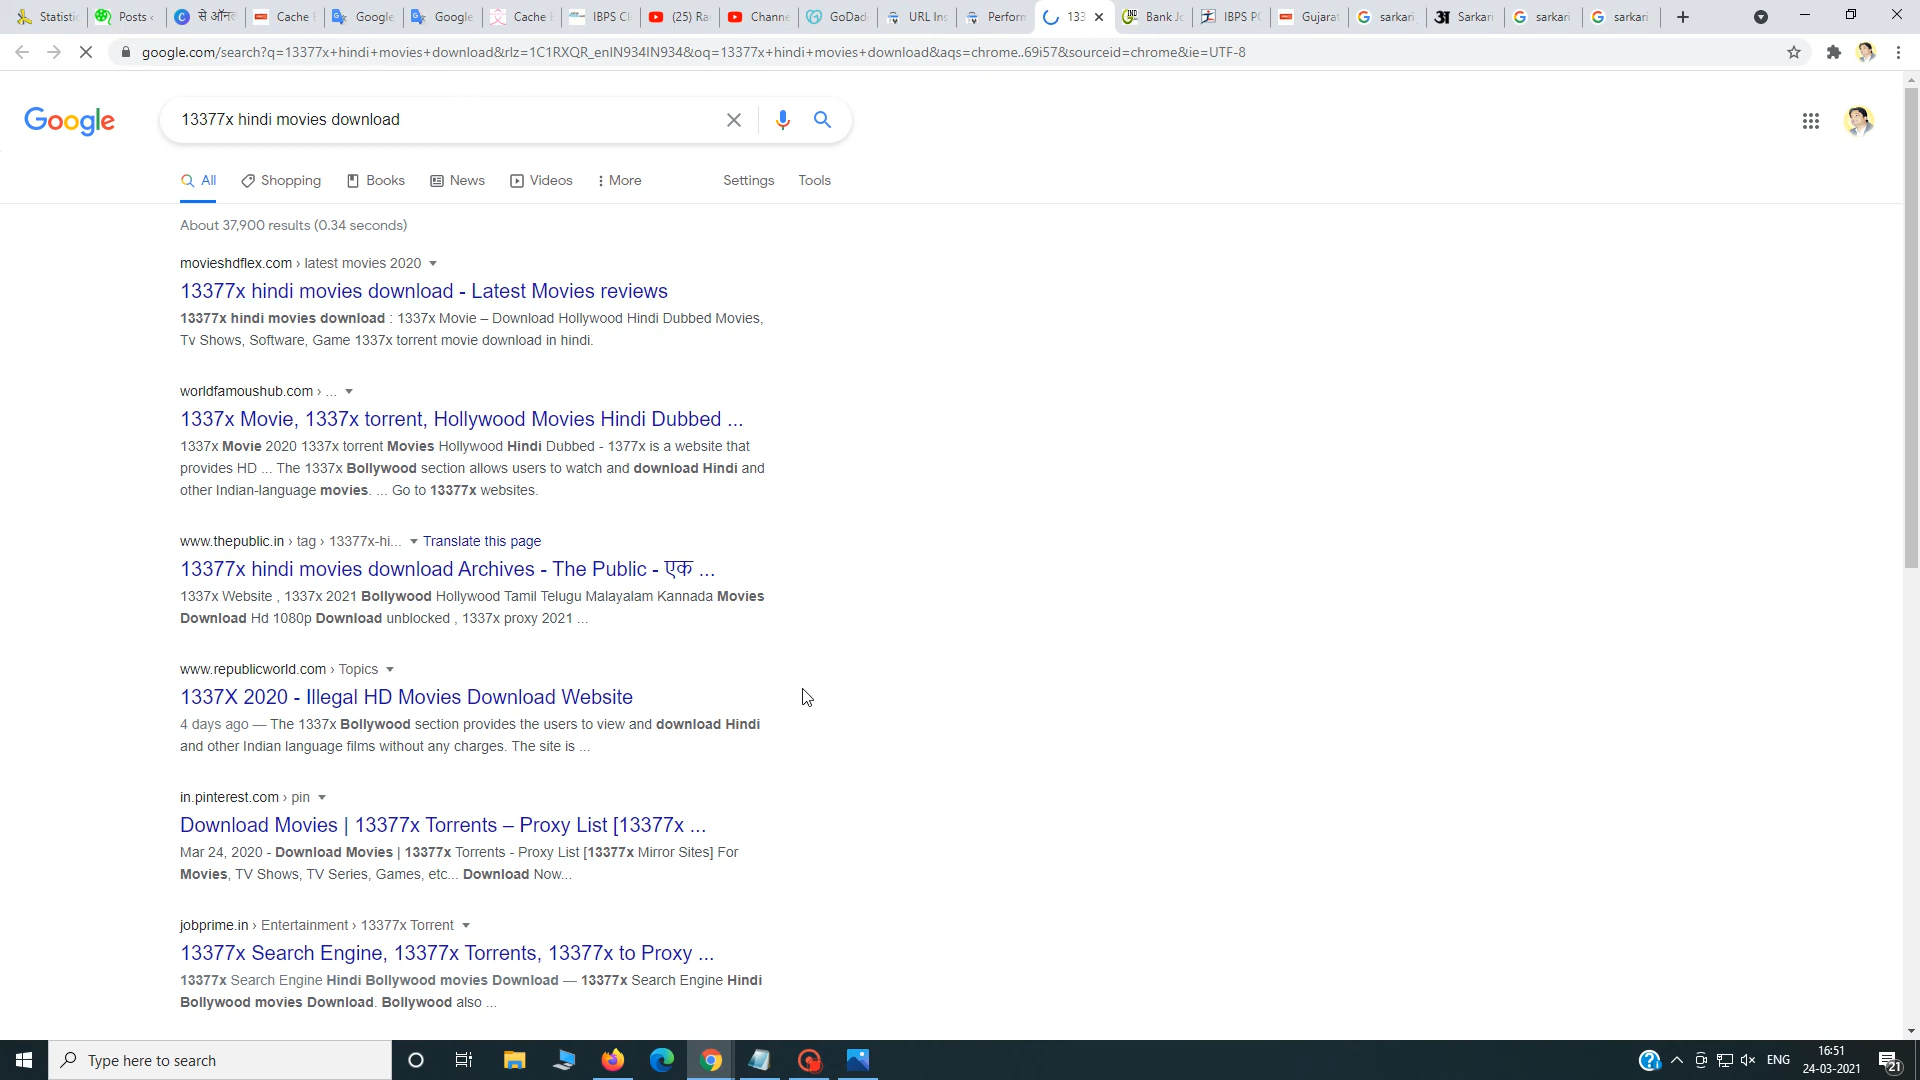 Statistic
Posts ‹
से ऑन
Cache
Google
Google
Cache
IBPS Cl
(25) Ra
Channe
GoDad
URL Ins
Perform
133
Bank Jo
IBPS PO
Gujarat
sarkari
Sarkari
sarkari
sarkari
google.com/search?q=13377x+hindi+movies+download&rlz=1C1RXQR_enIN934IN934&oq=13377x+hindi+movies+download&aqs=chrome..69i57&sourceid=chrome&ie=UTF-8
Google
13377x hindi movies download
All Shopping Books News Videos More Settings Tools
About 37,900 results (0.34 seconds)
movieshdflex.com › latest movies 2020
13377x hindi movies download - Latest Movies reviews
13377x hindi movies download : 1337x Movie – Download Hollywood Hindi Dubbed Movies,
Tv Shows, Software, Game 1337x torrent movie download in hindi.
worldfamoushub.com › ...
1337x Movie, 1337x torrent, Hollywood Movies Hindi Dubbed ...
1337x Movie 2020 1337x torrent Movies Hollywood Hindi Dubbed - 1377x is a website that
provides HD ... The 1337x Bollywood section allows users to watch and download Hindi and
other Indian-language movies. ... Go to 13377x websites.
www.thepublic.in › tag › 13377x-hi... Translate this page
13377x hindi movies download Archives - The Public - एक ...
1337x Website , 1337x 2021 Bollywood Hollywood Tamil Telugu Malayalam Kannada Movies
Download Hd 1080p Download unblocked , 1337x proxy 2021 ...
www.republicworld.com › Topics
1337X 2020 - Illegal HD Movies Download Website
4 days ago — The 1337x Bollywood section provides the users to view and download Hindi
and other Indian language films without any charges. The site is ...
in.pinterest.com › pin
Download Movies | 13377x Torrents – Proxy List [13377x ...
Mar 24, 2020 - Download Movies | 13377x Torrents - Proxy List [13377x Mirror Sites] For
Movies, TV Shows, TV Series, Games, etc... Download Now...
jobprime.in › Entertainment › 13377x Torrent
13377x Search Engine, 13377x Torrents, 13377x to Proxy ...
13377x Search Engine Hindi Bollywood movies Download — 13377x Search Engine Hindi
Bollywood movies Download. Bollywood also ...
Type here to search
ENG
16:51
24-03-2021
21